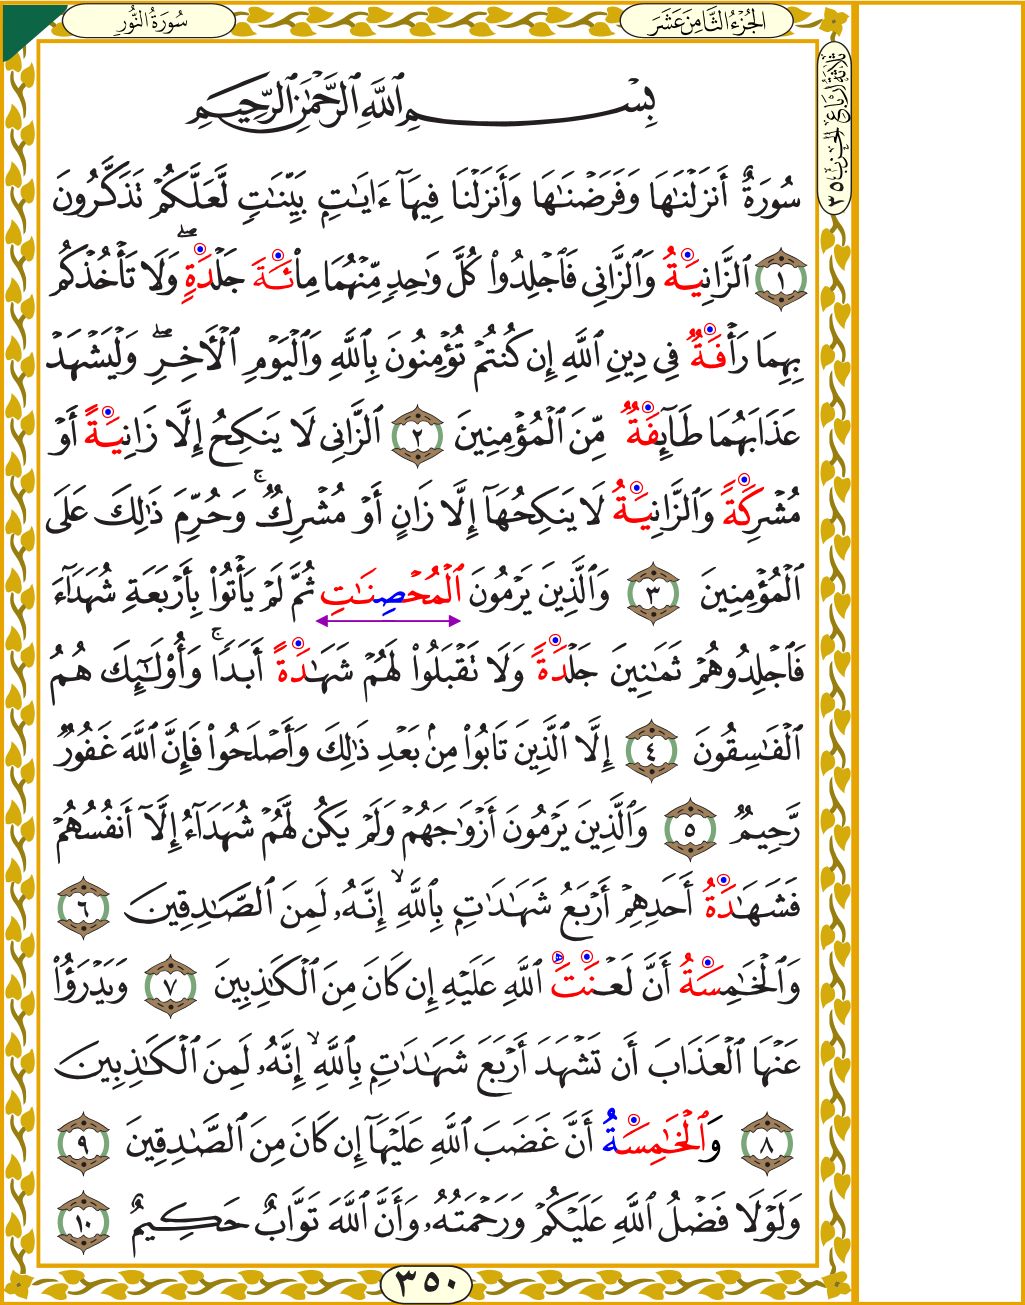 سُورَةُ النُّورِ
الجُزْءُ الثَّامِنَ عَشَرَ
ثَلَاثَةُ أَرْبَاعِ الحِزْبِ ٣٥
بِسْمِ ٱللَّهِ ٱلرَّحْمَٰنِ ٱلرَّحِيمِ
سُورَةٌ أَنزَلْنَٰهَا وَفَرَضْنَٰهَا وَأَنزَلْنَا فِيهَآ ءَايَٰتٍۭ بَيِّنَٰتٍ لَّعَلَّكُمْ تَذَكَّرُونَ
١ ٱلزَّانِيَةُ وَٱلزَّانِى فَٱجْلِدُوا۟ كُلَّ وَٰحِدٍ مِّنْهُمَا مِا۟ئَةَ جَلْدَةٍ ۖ وَلَا تَأْخُذْكُم
بِهِمَا رَأْفَةٌ فِى دِينِ ٱللَّهِ إِن كُنتُمْ تُؤْمِنُونَ بِٱللَّهِ وَٱلْيَوْمِ ٱلْأَخِرِ ۖ وَلْيَشْهَدْ
عَذَابَهُمَا طَآئِفَةٌ مِّنَ ٱلْمُؤْمِنِينَ ٢ ٱلزَّانِى لَا يَنكِحُ إِلَّا زَانِيَةً أَوْ
مُشْرِكَةً وَٱلزَّانِيَةُ لَا يَنكِحُهَآ إِلَّا زَانٍ أَوْ مُشْرِكٌ ۚ وَحُرِّمَ ذَٰلِكَ عَلَى
ٱلْمُؤْمِنِينَ ٣ وَٱلَّذِينَ يَرْمُونَ ٱلْمُحْصِنَٰتِ ثُمَّ لَمْ يَأْتُوا۟ بِأَرْبَعَةِ شُهَدَآءَ
فَٱجْلِدُوهُمْ ثَمَٰنِينَ جَلْدَةً وَلَا تَقْبَلُوا۟ لَهُمْ شَهَٰدَةً أَبَدًا ۚ وَأُو۟لَٰٓئِكَ هُمُ
ٱلْفَٰسِقُونَ ٤ إِلَّا ٱلَّذِينَ تَابُوا۟ مِنۢ بَعْدِ ذَٰلِكَ وَأَصْلَحُوا۟ فَإِنَّ ٱللَّهَ غَفُورٌ
رَّحِيمٌ ٥ وَٱلَّذِينَ يَرْمُونَ أَزْوَٰجَهُمْ وَلَمْ يَكُن لَّهُمْ شُهَدَآءُ إِلَّآ أَنفُسُهُمْ
فَشَهَٰدَةُ أَحَدِهِمْ أَرْبَعُ شَهَٰدَٰتٍۭ بِٱللَّهِ ۙ إِنَّهُۥ لَمِنَ ٱلصَّٰدِقِينَ ٦
وَٱلْخَٰمِسَةُ أَنَّ لَعْنَتَ ٱللَّهِ عَلَيْهِ إِن كَانَ مِنَ ٱلْكَٰذِبِينَ ٧ وَيَدْرَؤُا۟
عَنْهَا ٱلْعَذَابَ أَن تَشْهَدَ أَرْبَعَ شَهَٰدَٰتٍۭ بِٱللَّهِ ۙ إِنَّهُۥ لَمِنَ ٱلْكَٰذِبِينَ
٨ وَٱلْخَٰمِسَةُ أَنَّ غَضَبَ ٱللَّهِ عَلَيْهَآ إِن كَانَ مِنَ ٱلصَّٰدِقِينَ ٩
وَلَوْلَا فَضْلُ ٱللَّهِ عَلَيْكُمْ وَرَحْمَتُهُۥ وَأَنَّ ٱللَّهَ تَوَّابٌ حَكِيمٌ ١٠
٣٥٠